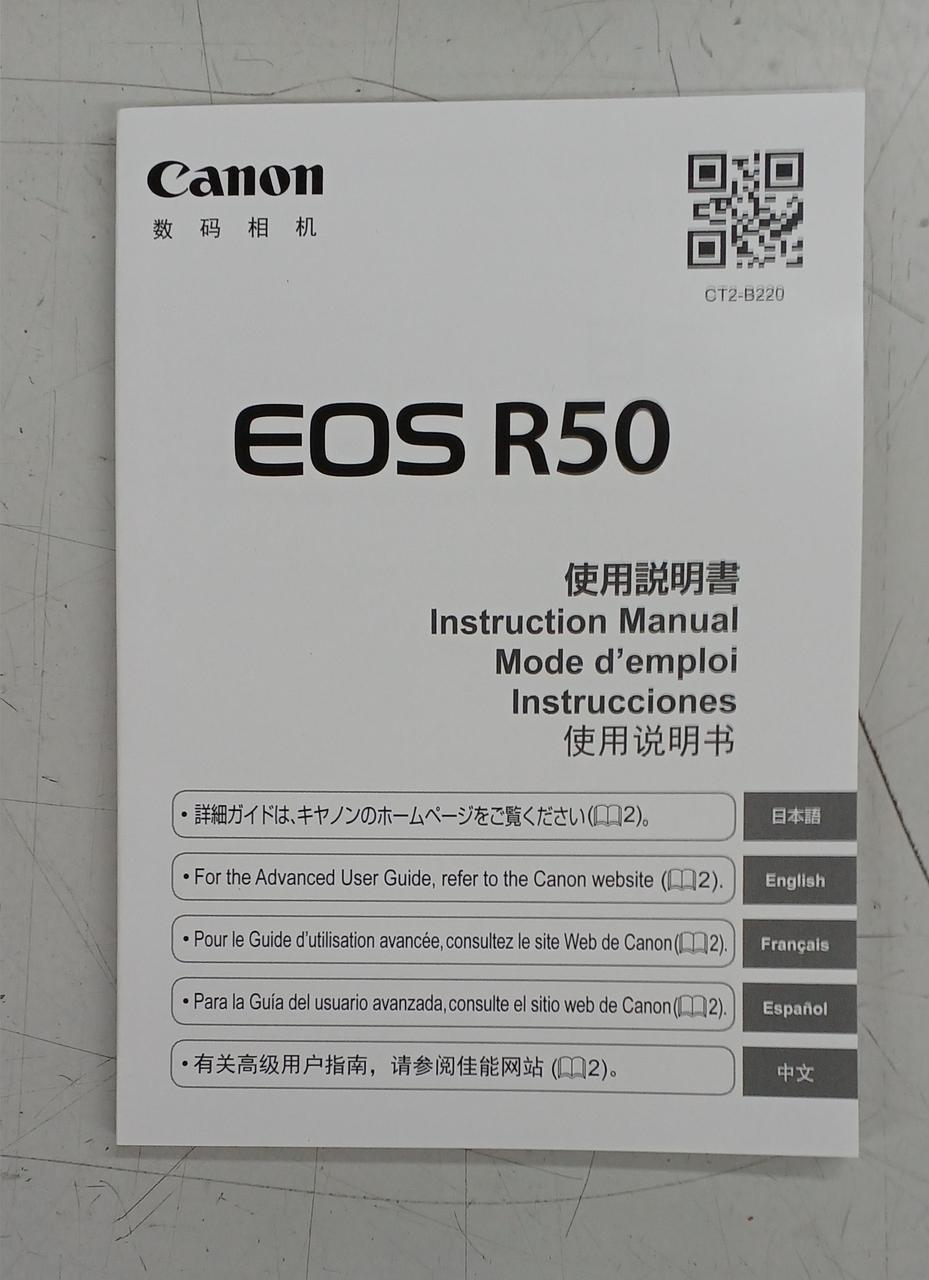 Canon
数码相机
CT2-B220
EOS R50
使用説明書
Instruction Manual
Mode d’emploi
Instrucciones
使用说明书
• 詳細ガイドは、キヤノンのホームページをご覧ください(2)。
日本語
• For the Advanced User Guide, refer to the Canon website (2).
English
• Pour le Guide d’utilisation avancée, consultez le site Web de Canon (2).
Français
• Para la Guía del usuario avanzada, consulte el sitio web de Canon (2).
Español
• 有关高级用户指南，请参阅佳能网站 (2)。
中文